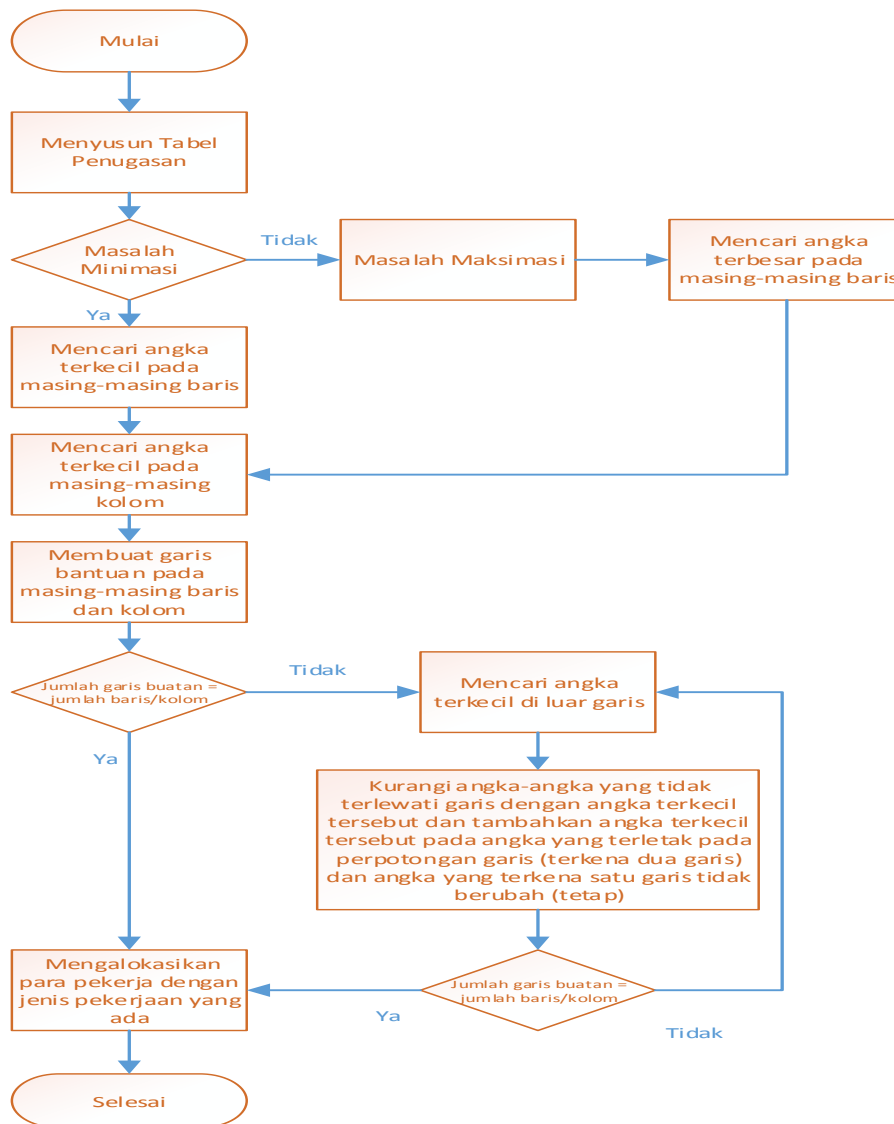 Mulai
Menyusun Tabel
Penugasan
Masalah
Minimasi
Tidak
Masalah Maksimasi
Mencari angka
terbesar pada
masing-masing baris
Ya
Mencari angka
terkecil pada
masing-masing baris
Mencari angka
terkecil pada
masing-masing
kolom
Membuat garis
bantuan pada
masing-masing baris
dan kolom
Jumlah garis buatan =
jumlah baris/kolom
Tidak
Mencari angka
terkecil di luar garis
Ya
Kurangi angka-angka yang tidak
terlewati garis dengan angka terkecil
tersebut dan tambahkan angka terkecil
tersebut pada angka yang terletak pada
perpotongan garis (terkena dua garis)
dan angka yang terkena satu garis tidak
berubah (tetap)
Jumlah garis buatan =
jumlah baris/kolom
Ya
Tidak
Mengalokasikan
para pekerja dengan
jenis pekerjaan yang
ada
Selesai